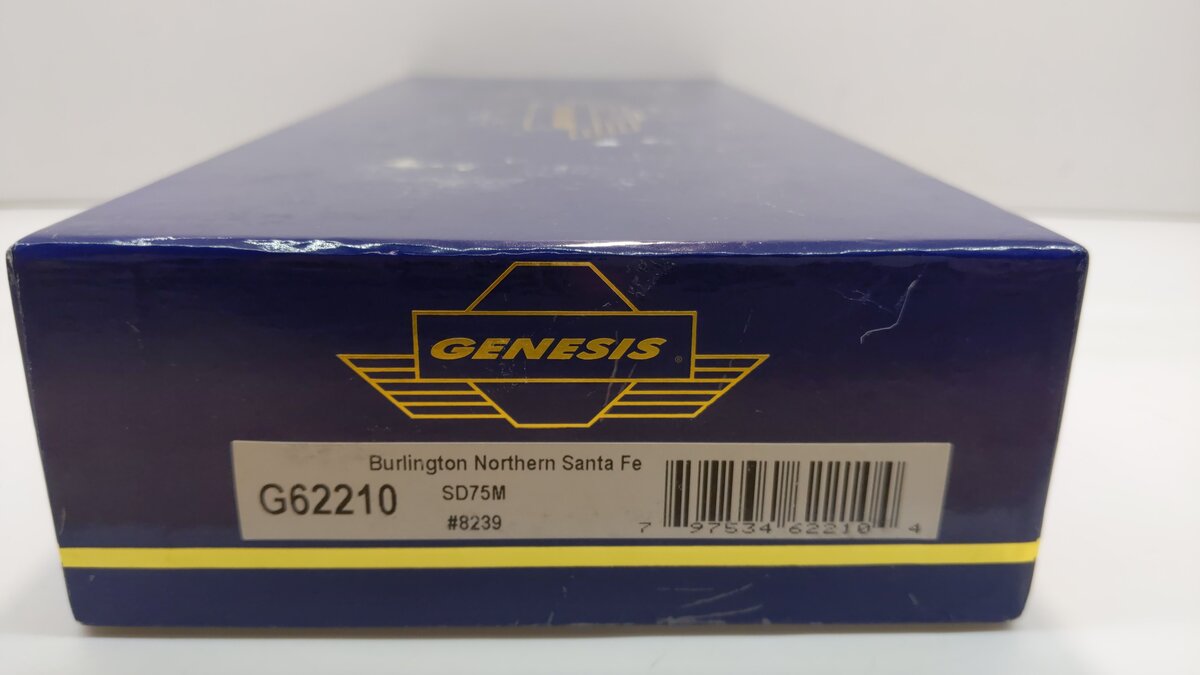 GENESIS ®
Burlington Northern Santa Fe
G62210
SD75M
#8239
7 97534 62210 4